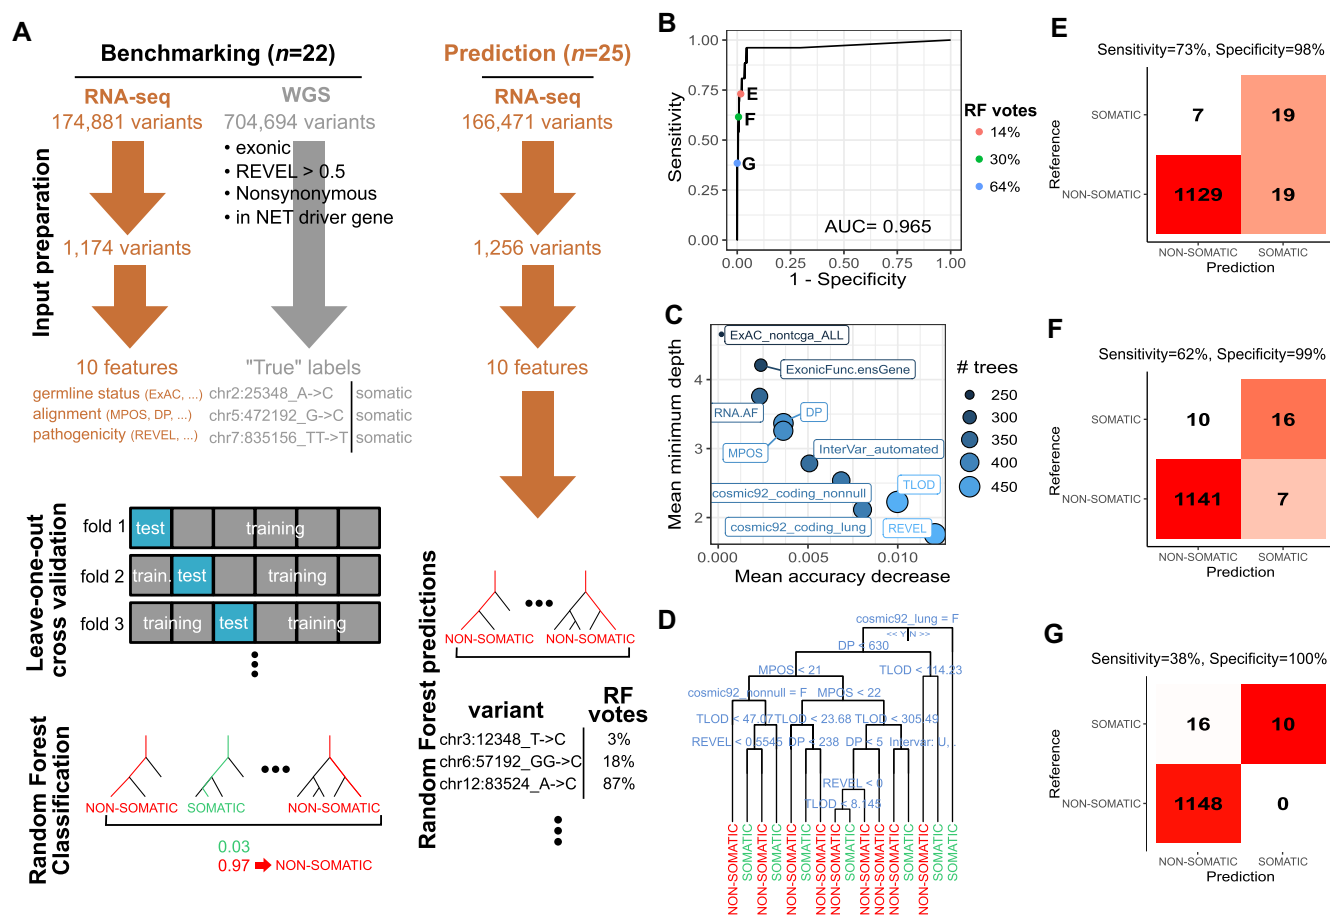 A
Benchmarking (n=22)
Prediction (n=25)
RNA-seq
WGS
RNA-seq
174,881 variants
704,694 variants
166,471 variants
• exonic
• REVEL > 0.5
• Nonsynonymous
• in NET driver gene
1,174 variants
1,256 variants
Input preparation
10 features
"True" labels
10 features
germline status (ExAC, ...)
alignment (MPOS, DP, ...)
pathogenicity (REVEL, ...)
chr2:25348_A->C somatic
chr5:472192_G->C somatic
chr7:835156_TT->T somatic
Leave-one-out
cross validation
fold 1 test training
fold 2 train. test training
fold 3 training test training
Random Forest
Classification
NON-SOMATIC
SOMATIC
NON-SOMATIC
0.03
0.97 NON-SOMATIC
Random Forest predictions
NON-SOMATIC
NON-SOMATIC
variant
RF
votes
chr3:12348_T->C 3%
chr6:57192_GG->C 18%
chr12:83524_A->C 87%
B
Sensitivity
1.00
0.75
0.50
0.25
0.00
E
F
G
AUC= 0.965
0.00 0.25 0.50 0.75 1.00
1 - Specificity
RF votes
14%
30%
64%
C
Mean minimum depth
4
3
2
ExAC_nontcga_ALL
ExonicFunc.ensGene
RNA.AF
DP
MPOS
InterVar_automated
TLOD
cosmic92_coding_nonnull
cosmic92_coding_lung
REVEL
0.000 0.005 0.010
Mean accuracy decrease
# trees
250
300
350
400
450
D
cosmic92_lung = F
<< Y N >>
DP < 630
MPOS < 21
TLOD < 114.23
cosmic92_nonnull = F
MPOS < 22
TLOD < 47.07
TLOD < 23.68
TLOD < 305.49
REVEL < 0.5545
DP < 238
DP < 5
Intervar: U, .
REVEL < 0
TLOD < 8.145
NON-SOMATIC
SOMATIC
NON-SOMATIC
SOMATIC
NON-SOMATIC
SOMATIC
NON-SOMATIC
NON-SOMATIC
SOMATIC
NON-SOMATIC
NON-SOMATIC
NON-SOMATIC
SOMATIC
NON-SOMATIC
SOMATIC
SOMATIC
E
Sensitivity=73%, Specificity=98%
Reference
SOMATIC
NON-SOMATIC
7 19
1129 19
NON-SOMATIC SOMATIC
Prediction
F
Sensitivity=62%, Specificity=99%
Reference
SOMATIC
NON-SOMATIC
10 16
1141 7
NON-SOMATIC SOMATIC
Prediction
G
Sensitivity=38%, Specificity=100%
Reference
SOMATIC
NON-SOMATIC
16 10
1148 0
NON-SOMATIC SOMATIC
Prediction